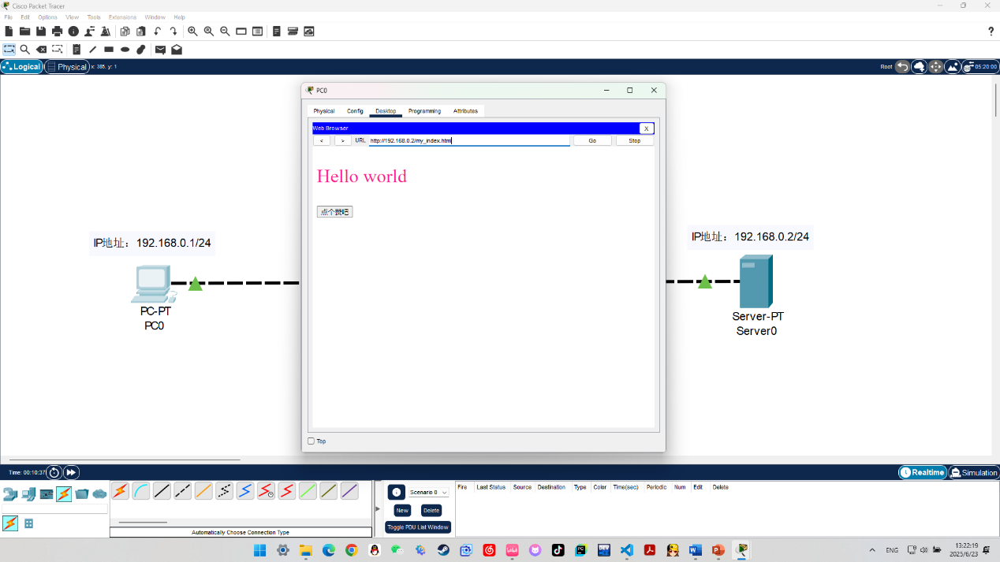 Cisco Packet Tracer
File Edit Options View Tools Extensions Window Help
?
Logical Physical x: 385, y: 1
Root 05:20:00
PC0
Physical Config Desktop Programming Attributes
Web Browser X
< > URL http://192.168.0.2/my_index.html Go Stop
Hello world
点个赞吧
Top
IP地址：192.168.0.1/24
PC-PT
PC0
IP地址：192.168.0.2/24
Server-PT
Server0
Time: 00:10:37
Realtime Simulation
Scenario 0
New Delete
Toggle PDU List Window
Fire Last Status Source Destination Type Color Time(sec) Periodic Num Edit Delete
Automatically Choose Connection Type
ENG
13:22:19
2025/6/23